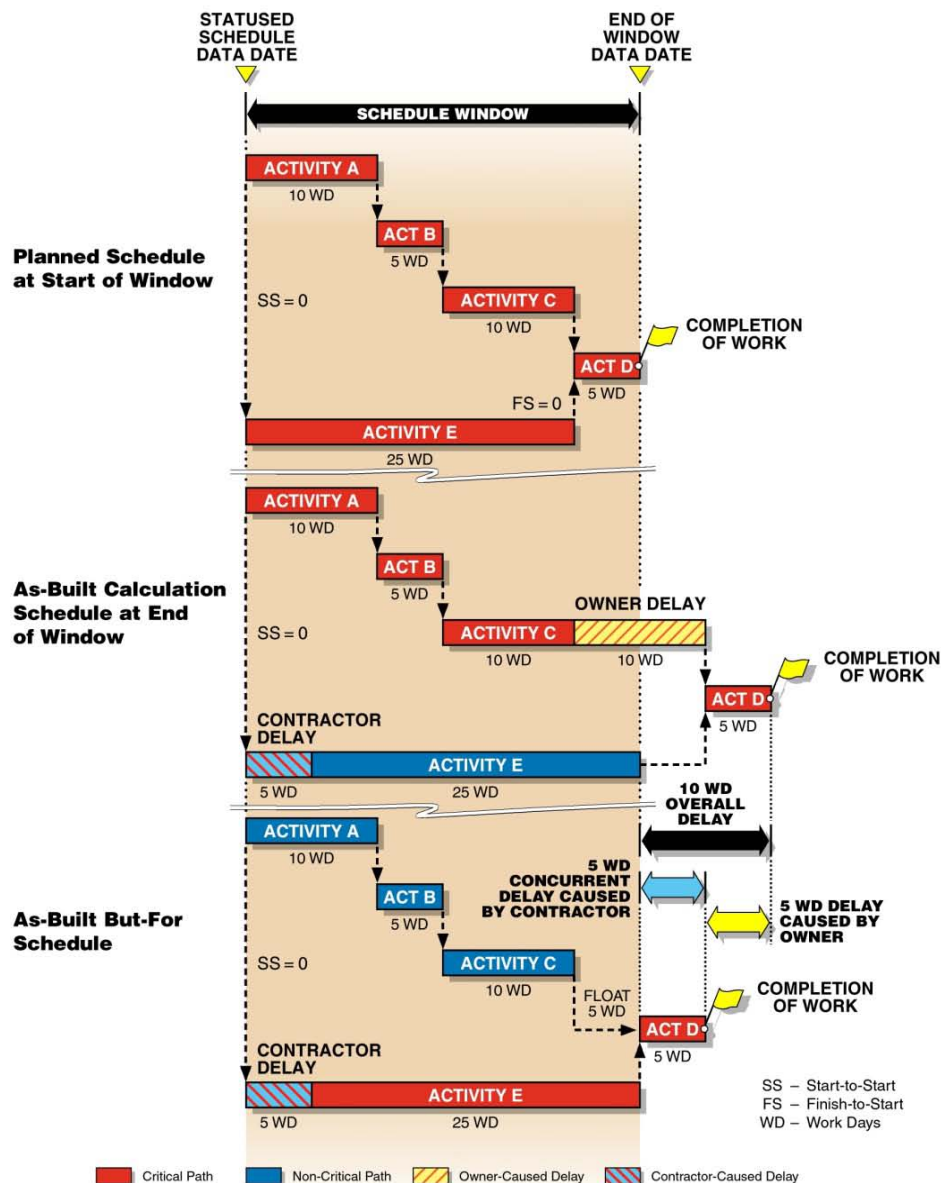 STATUSED
SCHEDULE
DATA DATE
END OF
WINDOW
DATA DATE
SCHEDULE WINDOW
Planned Schedule
at Start of Window
ACTIVITY A
10 WD
ACT B
5 WD
SS = 0
ACTIVITY C
10 WD
COMPLETION
OF WORK
ACT D
5 WD
FS = 0
ACTIVITY E
25 WD
As-Built Calculation
Schedule at End
of Window
ACTIVITY A
10 WD
ACT B
5 WD
SS = 0
OWNER DELAY
ACTIVITY C
10 WD
10 WD
COMPLETION
OF WORK
ACT D
5 WD
CONTRACTOR
DELAY
ACTIVITY E
5 WD
25 WD
10 WD
OVERALL
DELAY
5 WD
CONCURRENT
DELAY CAUSED
BY CONTRACTOR
5 WD DELAY
CAUSED BY
OWNER
As-Built But-For
Schedule
ACTIVITY A
10 WD
ACT B
5 WD
SS = 0
ACTIVITY C
10 WD
FLOAT
5 WD
COMPLETION
OF WORK
ACT D
5 WD
CONTRACTOR
DELAY
ACTIVITY E
5 WD
25 WD
SS – Start-to-Start
FS – Finish-to-Start
WD – Work Days
Critical Path
Non-Critical Path
Owner-Caused Delay
Contractor-Caused Delay